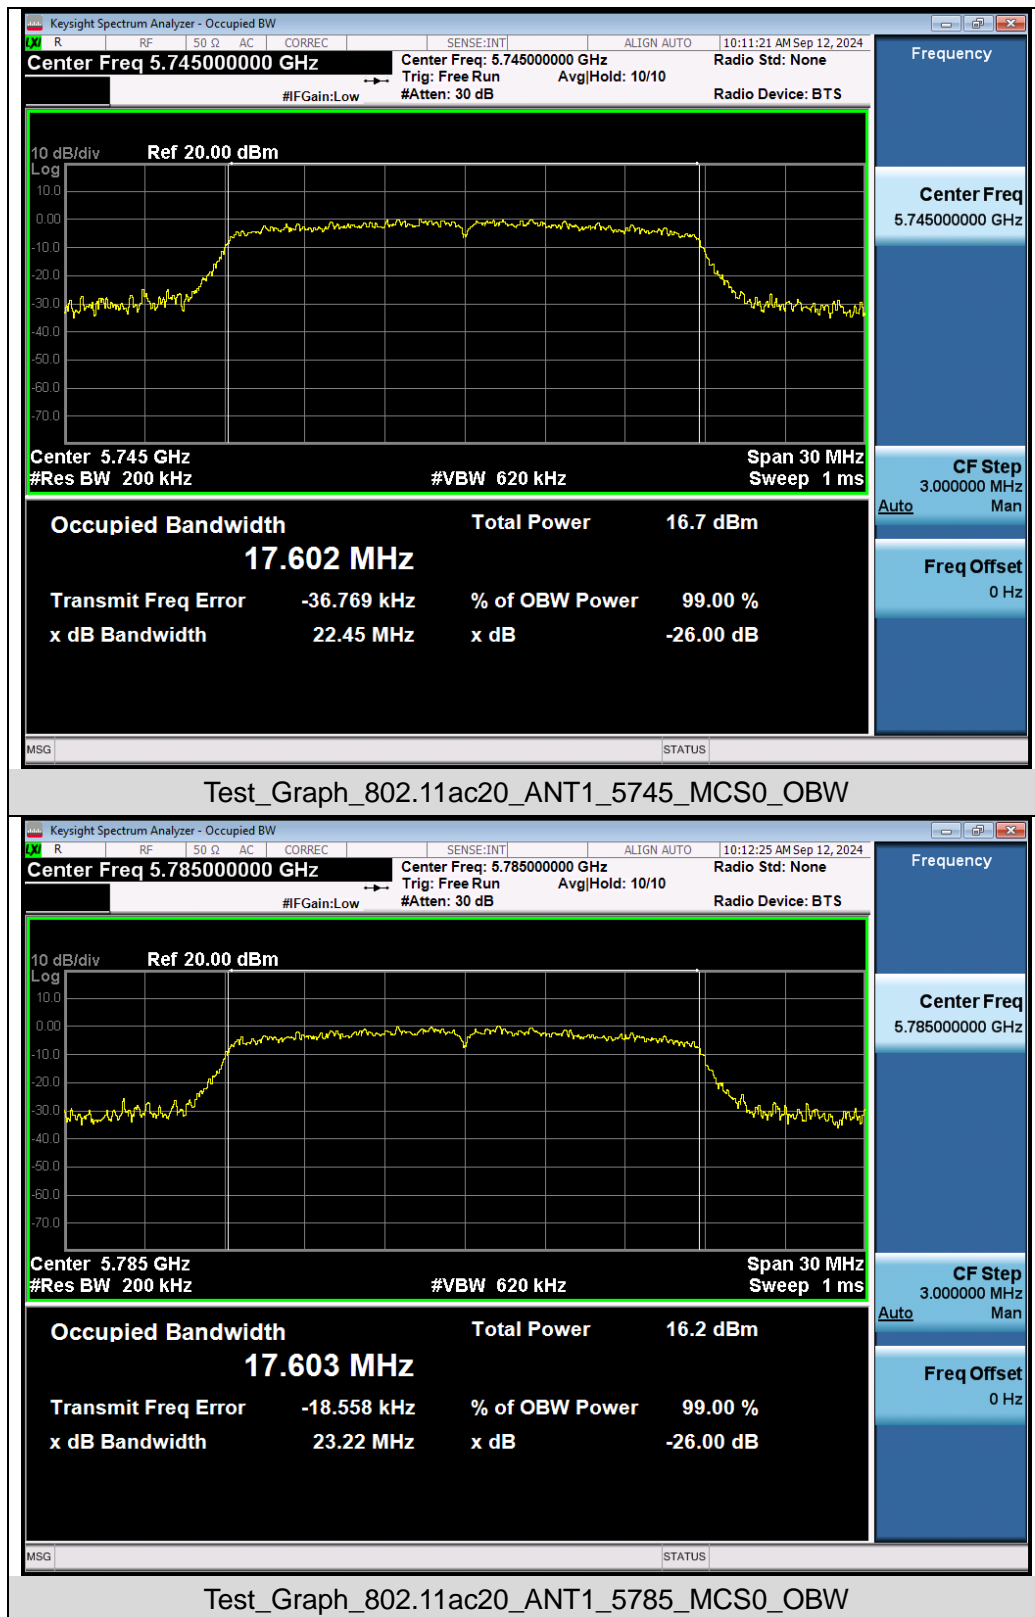 Keysight Spectrum Analyzer - Occupied BW
LXI R RF 50 Ω AC CORREC SENSE:INT ALIGN AUTO 10:11:21 AM Sep 12, 2024
Center Freq 5.745000000 GHz
Center Freq: 5.745000000 GHz
Radio Std: None
Trig: Free Run Avg|Hold: 10/10
#IFGain:Low
#Atten: 30 dB
Radio Device: BTS
Frequency
10 dB/div Ref 20.00 dBm
Log
10.0
0.00
-10.0
-20.0
-30.0
-40.0
-50.0
-60.0
-70.0
Center Freq
5.745000000 GHz
Center 5.745 GHz Span 30 MHz
#Res BW 200 kHz #VBW 620 kHz Sweep 1 ms
CF Step
3.000000 MHz
Auto Man
Occupied Bandwidth Total Power 16.7 dBm
17.602 MHz
Freq Offset
0 Hz
Transmit Freq Error -36.769 kHz % of OBW Power 99.00 %
x dB Bandwidth 22.45 MHz x dB -26.00 dB
MSG STATUS
Test_Graph_802.11ac20_ANT1_5745_MCS0_OBW
Keysight Spectrum Analyzer - Occupied BW
LXI R RF 50 Ω AC CORREC SENSE:INT ALIGN AUTO 10:12:25 AM Sep 12, 2024
Center Freq 5.785000000 GHz
Center Freq: 5.785000000 GHz
Radio Std: None
Trig: Free Run Avg|Hold: 10/10
#IFGain:Low
#Atten: 30 dB
Radio Device: BTS
Frequency
10 dB/div Ref 20.00 dBm
Log
10.0
0.00
-10.0
-20.0
-30.0
-40.0
-50.0
-60.0
-70.0
Center Freq
5.785000000 GHz
Center 5.785 GHz Span 30 MHz
#Res BW 200 kHz #VBW 620 kHz Sweep 1 ms
CF Step
3.000000 MHz
Auto Man
Occupied Bandwidth Total Power 16.2 dBm
17.603 MHz
Freq Offset
0 Hz
Transmit Freq Error -18.558 kHz % of OBW Power 99.00 %
x dB Bandwidth 23.22 MHz x dB -26.00 dB
MSG STATUS
Test_Graph_802.11ac20_ANT1_5785_MCS0_OBW